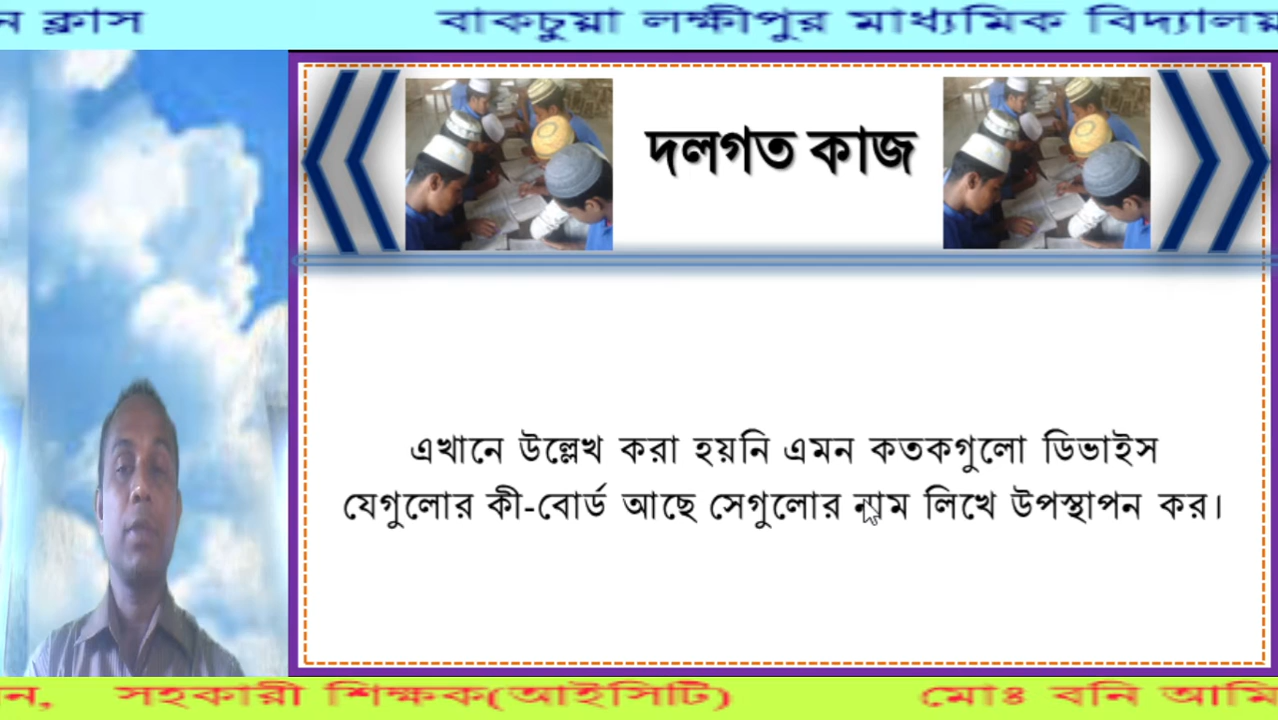 ন ক্লাস বাকচুয়া লক্ষীপুর মাধ্যমিক বিদ্যালয়
দলগত কাজ
এখানে উল্লেখ করা হয়নি এমন কতকগুলো ডিভাইস
যেগুলোর কী-বোর্ড আছে সেগুলোর নাম লিখে উপস্থাপন কর।
ন, সহকারী শিক্ষক(আইসিটি) মোঃ বনি আমি